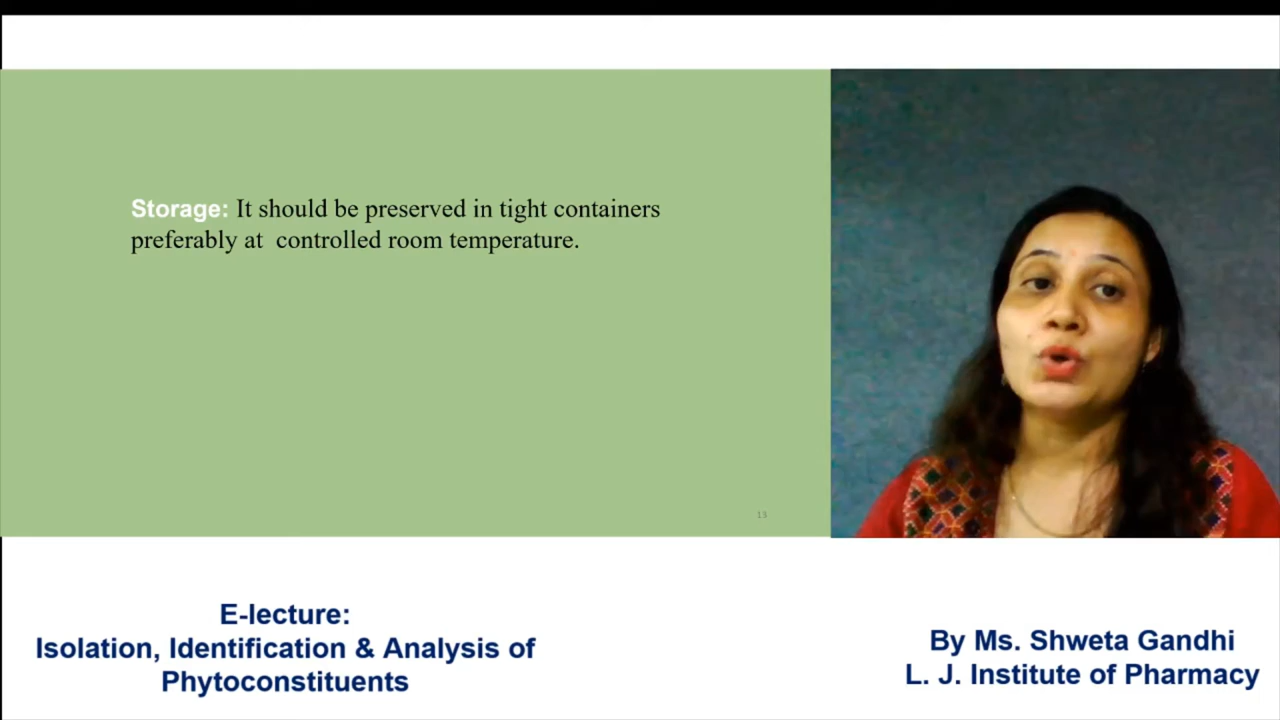 Storage: It should be preserved in tight containers
preferably at controlled room temperature.
13
E-lecture:
Isolation, Identification & Analysis of
Phytoconstituents
By Ms. Shweta Gandhi
L. J. Institute of Pharmacy